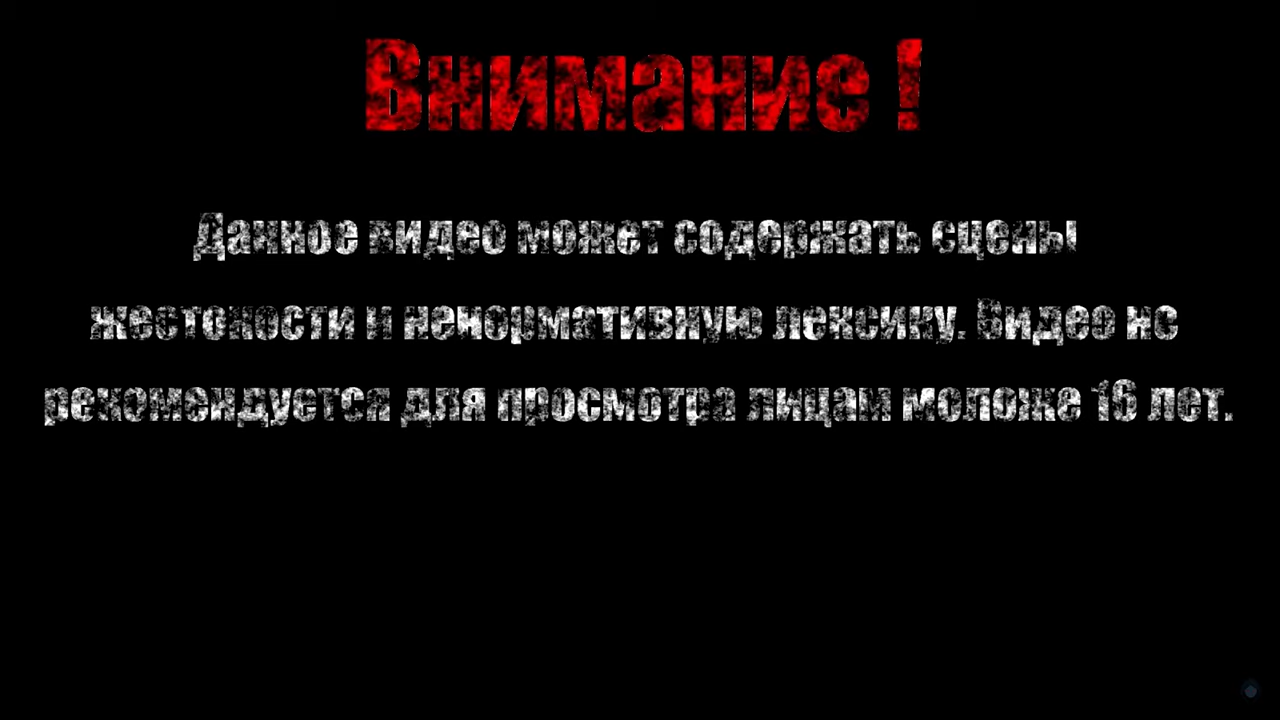 Внимание !
Данное видео может содержать сцены
жестокости и ненормативную лексику. Видео не
рекомендуется для просмотра лицам моложе 16 лет.